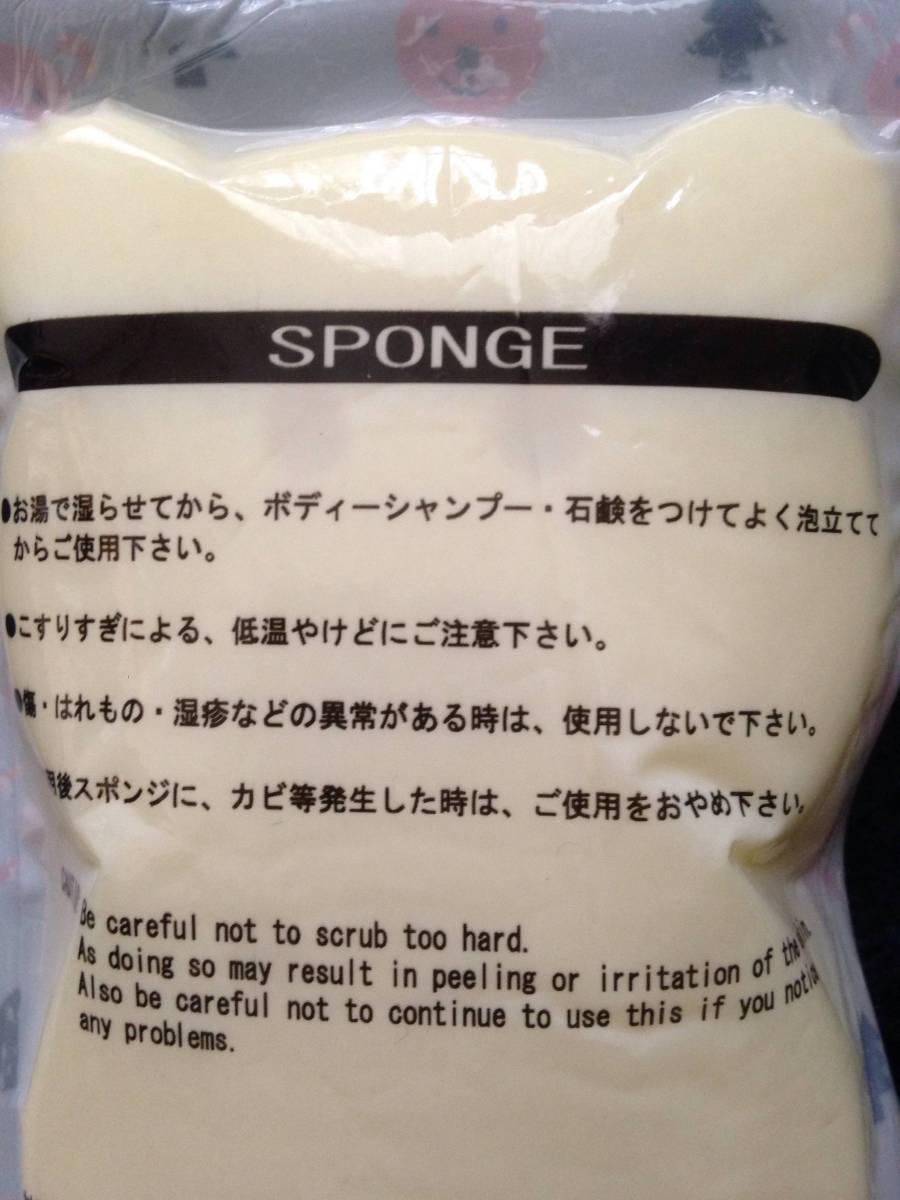 SPONGE
●お湯で湿らせてから、ボディーシャンプー・石鹸をつけてよく泡立てて
からご使用下さい。
●こすりすぎによる、低温やけどにご注意下さい。
●傷・はれもの・湿疹などの異常がある時は、使用しないで下さい。
用後スポンジに、カビ等発生した時は、ご使用をおやめ下さい。
Be careful not to scrub too hard.
As doing so may result in peeling or irritation of the skin.
Also be careful not to continue to use this if you notice
any problems.